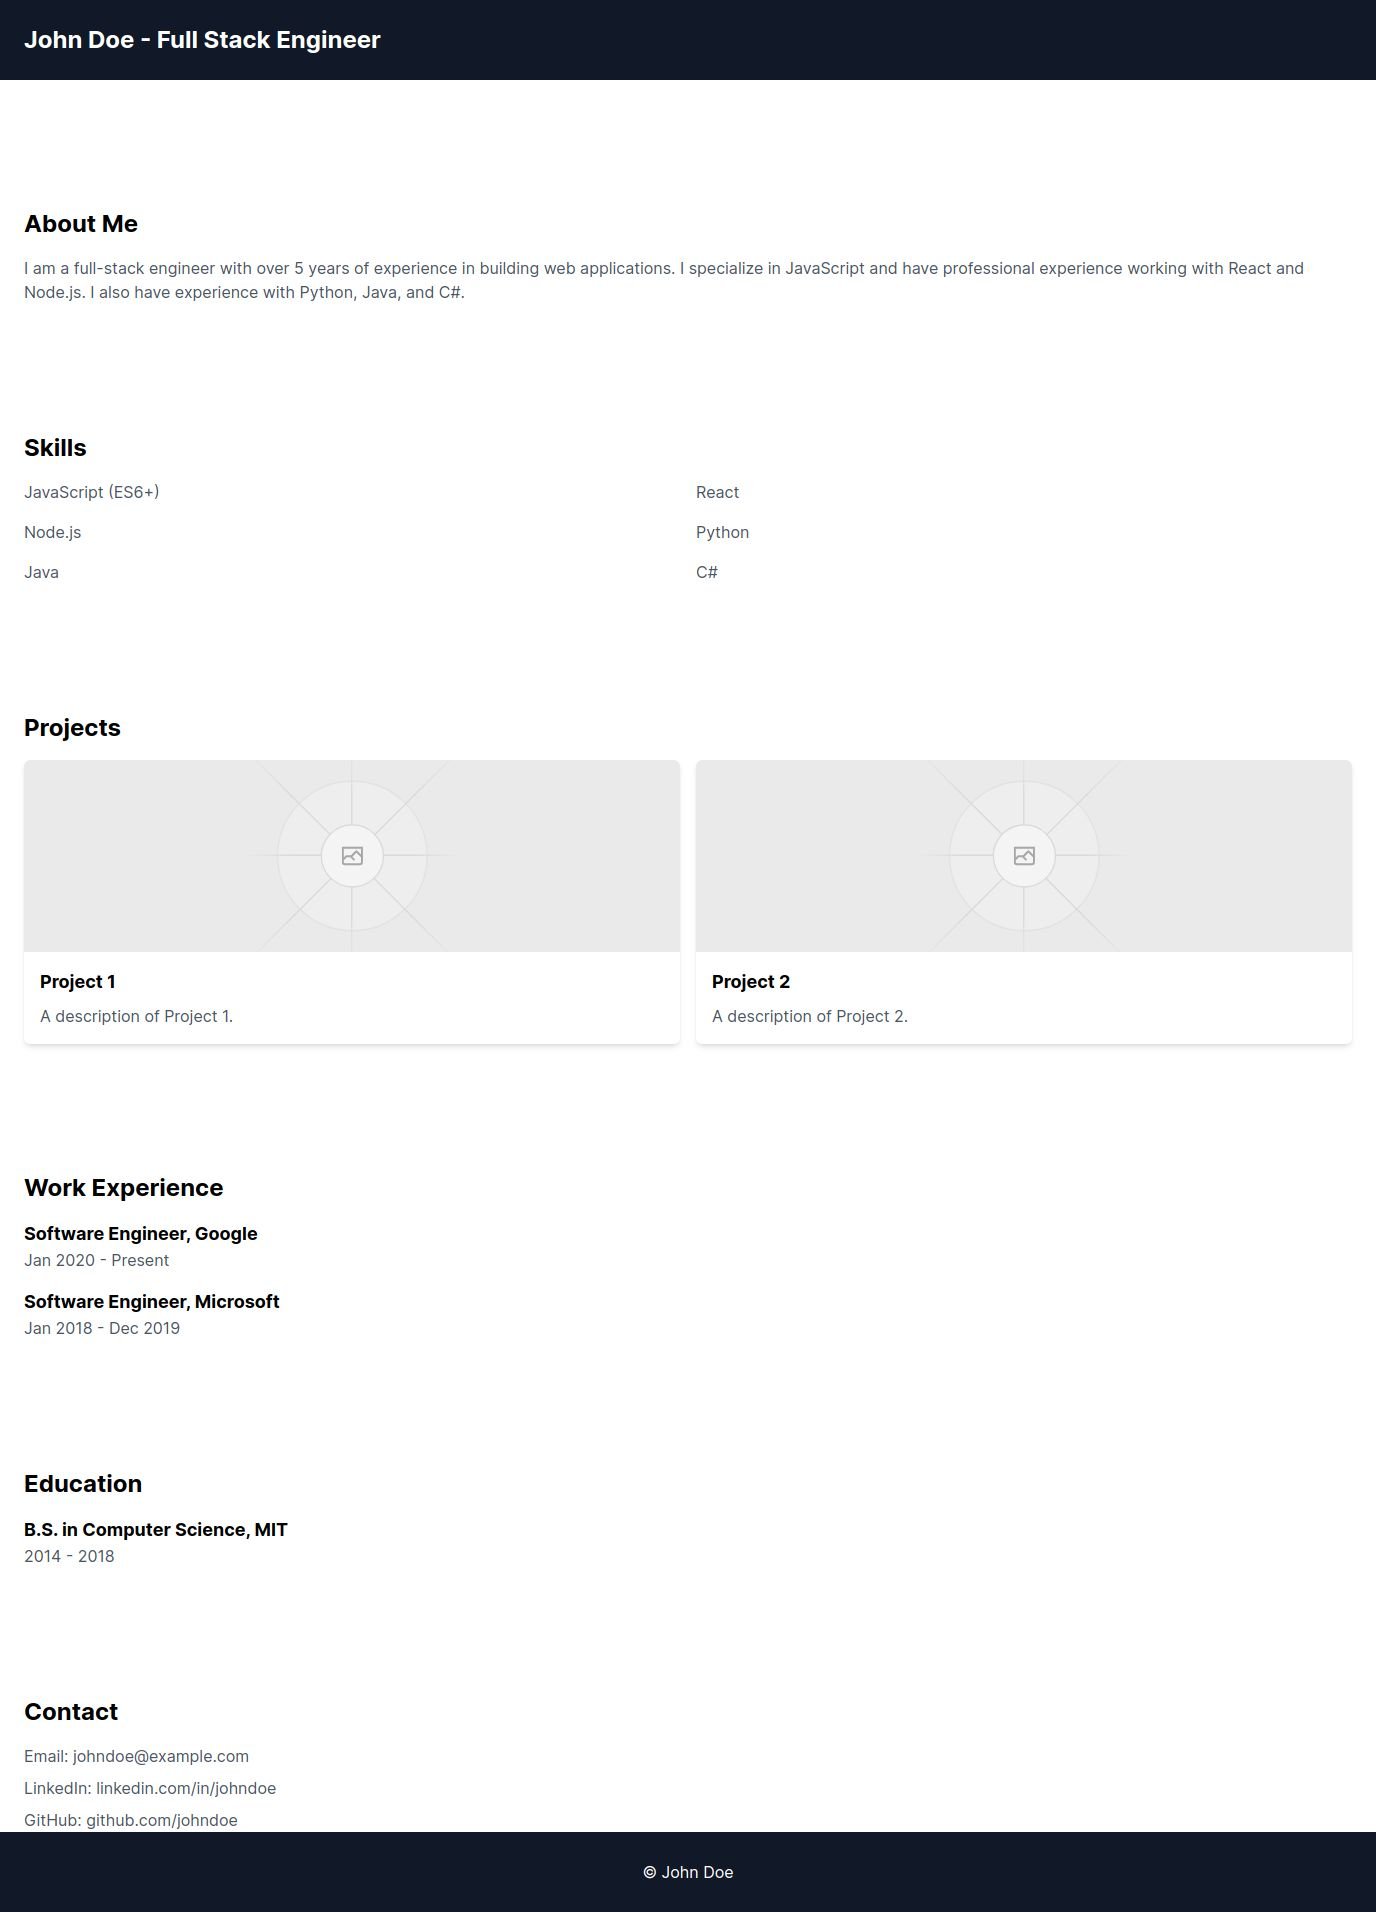 John Doe - Full Stack Engineer
About Me
I am a full-stack engineer with over 5 years of experience in building web applications. I specialize in JavaScript and have professional experience working with React and
Node.js. I also have experience with Python, Java, and C#.
Skills
JavaScript (ES6+)
React
Node.js
Python
Java
C#
Projects
Project 1
A description of Project 1.
Project 2
A description of Project 2.
Work Experience
Software Engineer, Google
Jan 2020 - Present
Software Engineer, Microsoft
Jan 2018 - Dec 2019
Education
B.S. in Computer Science, MIT
2014 - 2018
Contact
Email: johndoe@example.com
LinkedIn: linkedin.com/in/johndoe
GitHub: github.com/johndoe
© John Doe